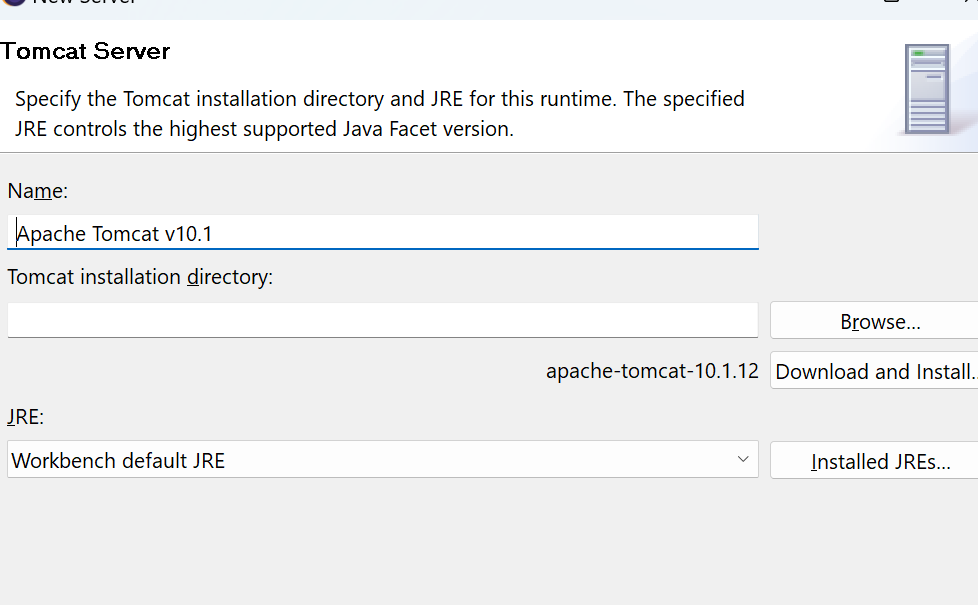 New Server
Tomcat Server
Specify the Tomcat installation directory and JRE for this runtime. The specified
JRE controls the highest supported Java Facet version.
Name:
Apache Tomcat v10.1
Tomcat installation directory:
Browse...
apache-tomcat-10.1.12
Download and Install..
JRE:
Workbench default JRE
Installed JREs...